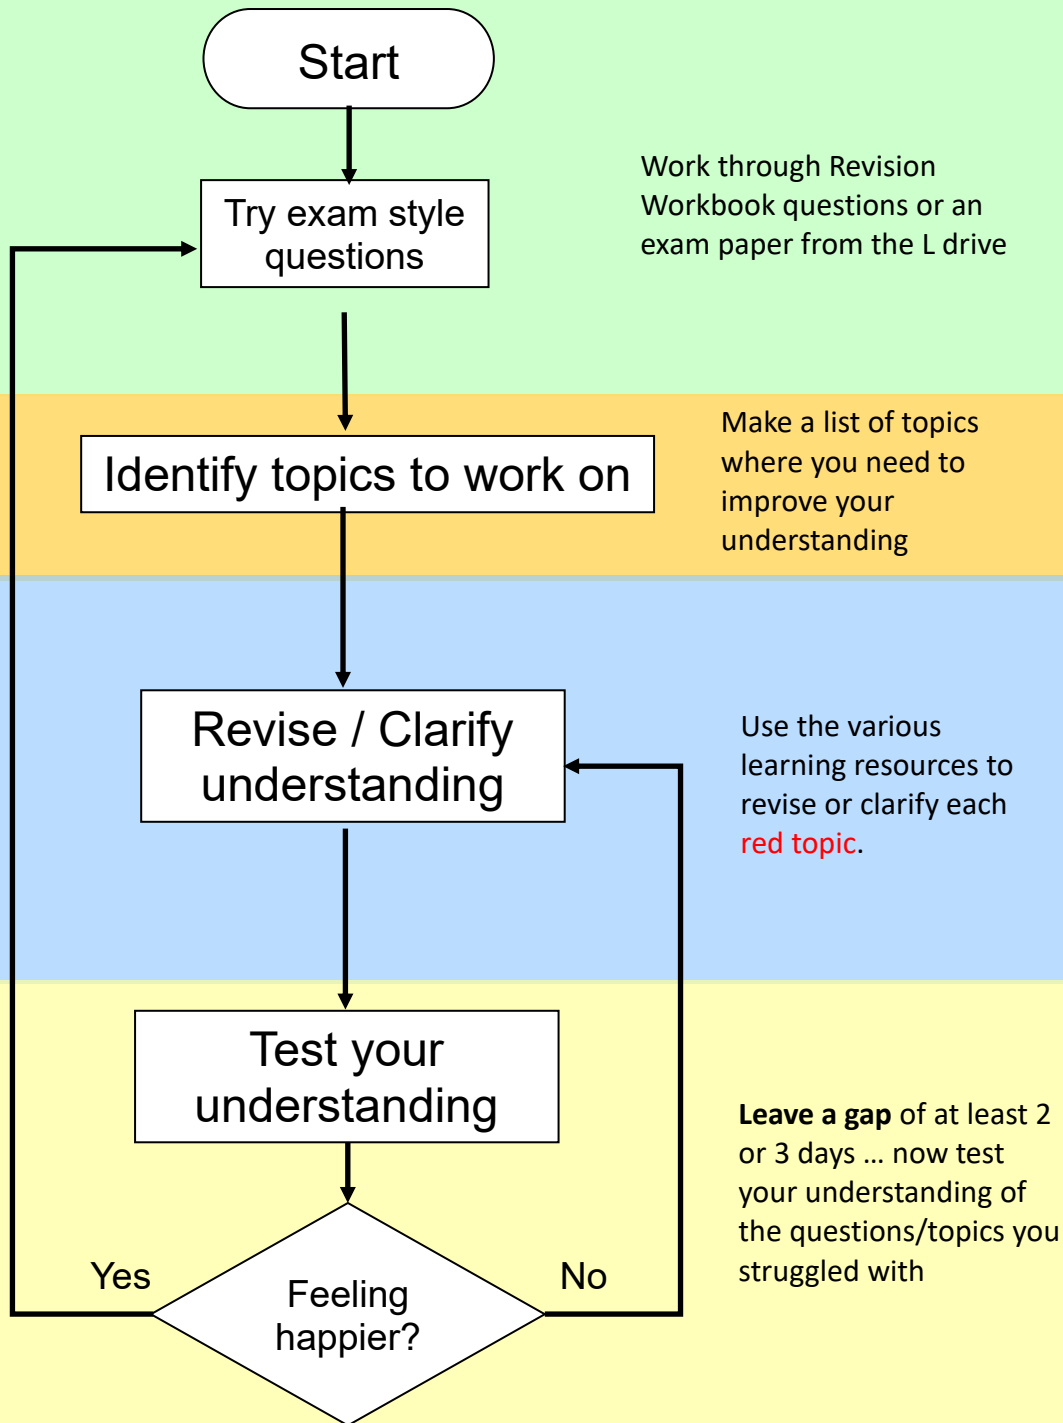 Start
Try exam style
questions
Work through Revision
Workbook questions or an
exam paper from the L drive
Identify topics to work on
Make a list of topics
where you need to
improve your
understanding
Revise / Clarify
understanding
Use the various
learning resources to
revise or clarify each
red topic.
Test your
understanding
Leave a gap of at least 2
or 3 days ... now test
your understanding of
the questions/topics you
struggled with
Yes
Feeling
happier?
No